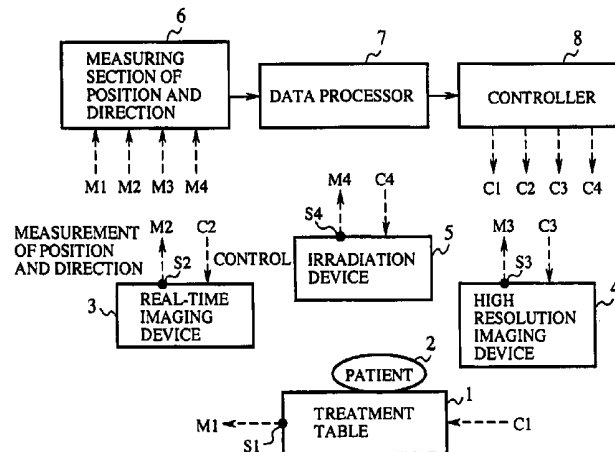 6
7
8
MEASURING
SECTION OF
POSITION AND
DIRECTION
DATA PROCESSOR
CONTROLLER
M1 M2 M3 M4
C1 C2 C3 C4
M4 C4
MEASUREMENT
OF POSITION
AND DIRECTION
M2 C2
S2
CONTROL
S4
5
IRRADIATION
DEVICE
M3 C3
S3
3
REAL-TIME
IMAGING
DEVICE
4
HIGH
RESOLUTION
IMAGING
DEVICE
2
PATIENT
1
M1
S1
TREATMENT
TABLE
C1